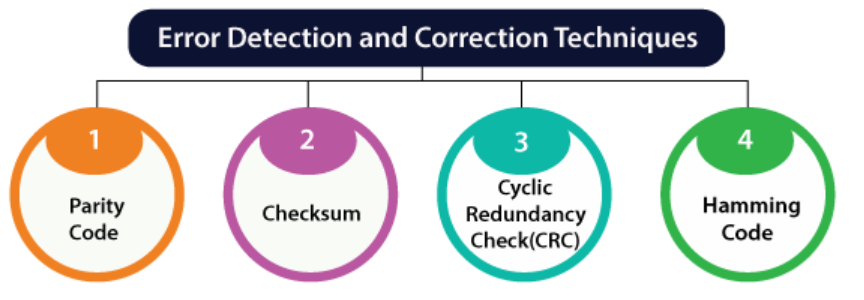 Error Detection and Correction Techniques
1
Parity
Code
2
Checksum
3
Cyclic
Redundancy
Check(CRC)
4
Hamming
Code